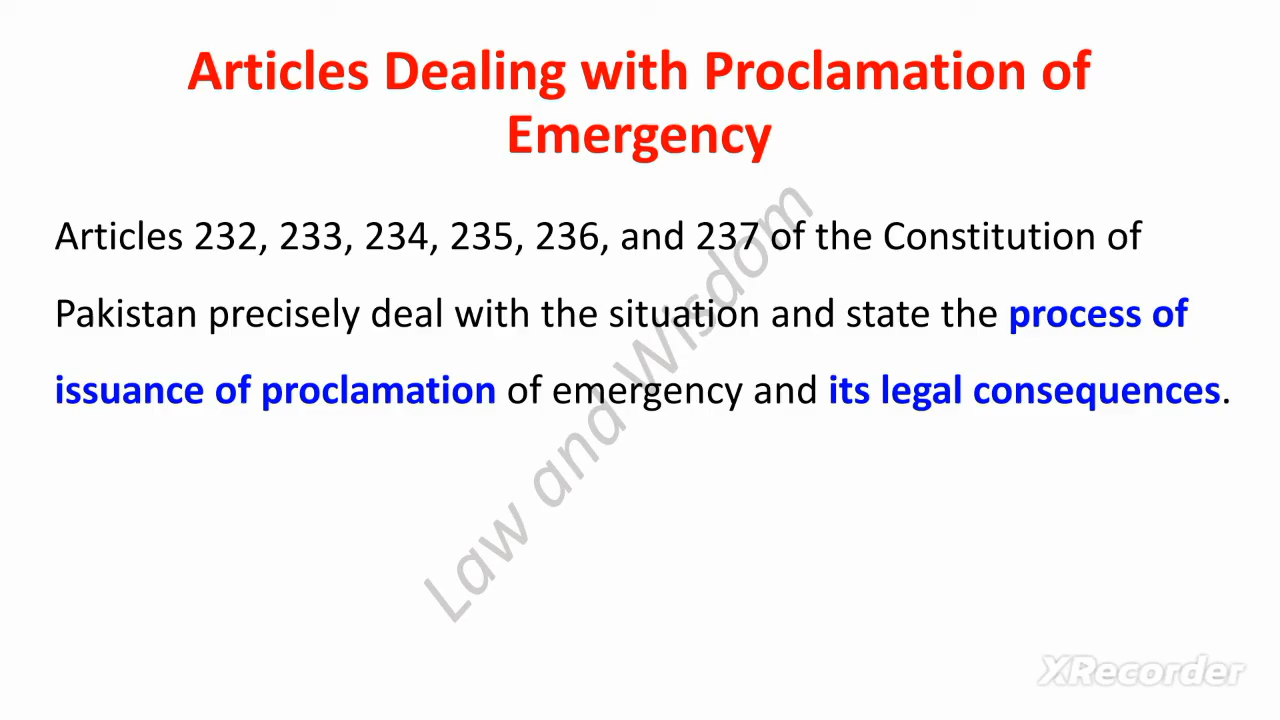 Articles Dealing with Proclamation of
Emergency
Articles 232, 233, 234, 235, 236, and 237 of the Constitution of
Pakistan precisely deal with the situation and state the process of
issuance of proclamation of emergency and its legal consequences.
Law and Wisdom
XRecorder